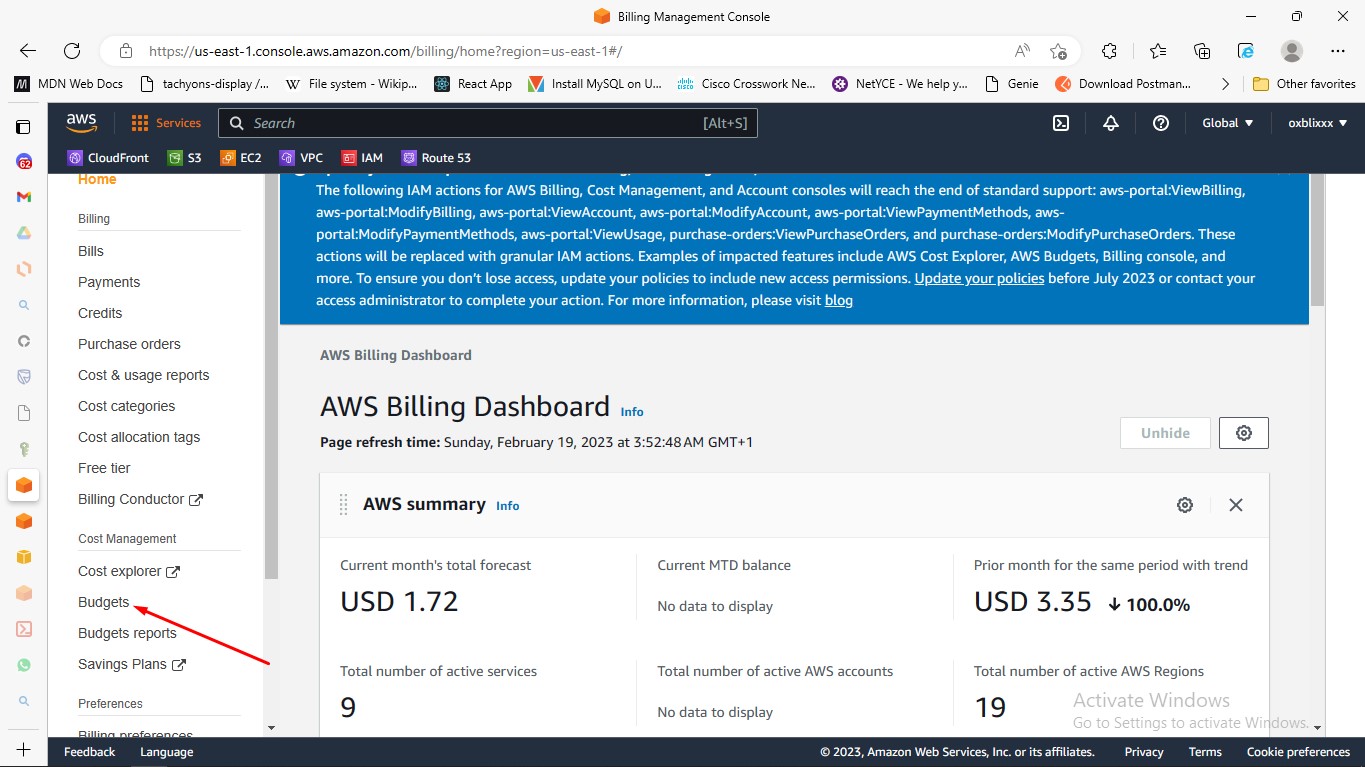 Billing Management Console
https://us-east-1.console.aws.amazon.com/billing/home?region=us-east-1#/
MDN Web Docs
tachyons-display /...
File system - Wikip...
React App
Install MySQL on U...
Cisco Crosswork Ne...
NetYCE - We help y...
Genie
Download Postman...
Other favorites
aws
Services
Search
[Alt+S]
Global
oxblixxx
CloudFront
S3
EC2
VPC
IAM
Route 53
62
Home
Billing
Bills
Payments
Credits
Purchase orders
Cost & usage reports
Cost categories
Cost allocation tags
Free tier
Billing Conductor
Cost Management
Cost explorer
Budgets
Budgets reports
Savings Plans
Preferences
Billing preferences
The following IAM actions for AWS Billing, Cost Management, and Account consoles will reach the end of standard support: aws-portal:ViewBilling,
aws-portal:ModifyBilling, aws-portal:ViewAccount, aws-portal:ModifyAccount, aws-portal:ViewPaymentMethods, aws-
portal:ModifyPaymentMethods, aws-portal:ViewUsage, purchase-orders:ViewPurchaseOrders, and purchase-orders:ModifyPurchaseOrders. These
actions will be replaced with granular IAM actions. Examples of impacted features include AWS Cost Explorer, AWS Budgets, Billing console, and
more. To ensure you don't lose access, update your policies to include new access permissions. Update your policies before July 2023 or contact your
access administrator to complete your action. For more information, please visit blog
AWS Billing Dashboard
AWS Billing Dashboard Info
Page refresh time: Sunday, February 19, 2023 at 3:52:48 AM GMT+1
Unhide
AWS summary Info
Current month's total forecast
USD 1.72
Current MTD balance
No data to display
Prior month for the same period with trend
USD 3.35 ↓ 100.0%
Total number of active services
9
Total number of active AWS accounts
No data to display
Total number of active AWS Regions
19
Activate Windows
Go to Settings to activate Windows.
Feedback
Language
© 2023, Amazon Web Services, Inc. or its affiliates.
Privacy
Terms
Cookie preferences